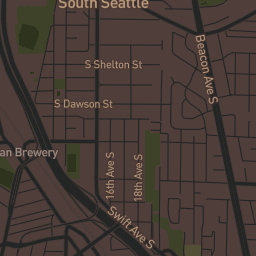 South Seattle
S Shelton St
Beacon Ave S
S Dawson St
an Brewery
16th Ave S
18th Ave S
Swift Ave S